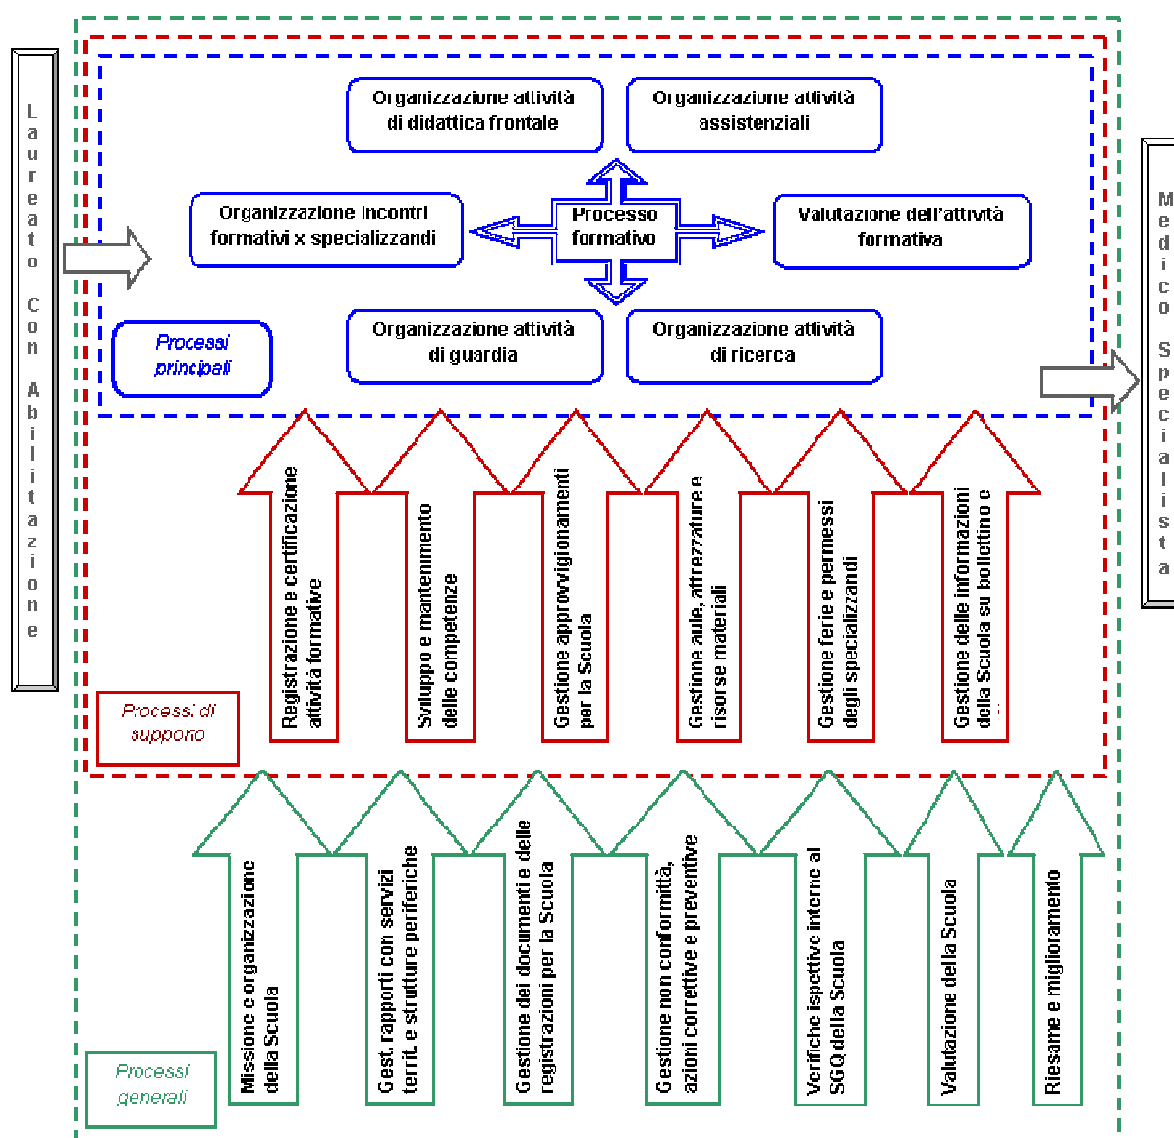 Laureato Con Abilitazione
Organizzazione attività
di didattica frontale
Organizzazione attività
assistenziali
Organizzazione incontri
formativi x specializzandi
Processo
formativo
Valutazione dell'attività
formativa
Organizzazione attività
di guardia
Organizzazione attività
di ricerca
Processi
principali
Medico Specialista
Registrazione e certificazione
attività formative
Sviluppo e mantenimento
delle competenze
Gestione approvvigionamenti
per la Scuola
Gestione aule, attrezzature e
risorse materiali
Gestione ferie e permessi
degli specializzandi
Gestione delle informazioni
della Scuola su bollettino e
Processi di
supporto
Missione e organizzazione
della Scuola
Gest. rapporti con servizi
territ. e strutture periferiche
Gestione dei documenti e delle
registrazioni per la Scuola
Gestione non conformità,
azioni correttive e preventive
Verifiche ispettive interne al
SGQ della Scuola
Valutazione della Scuola
Riesame e miglioramento
Processi
generali